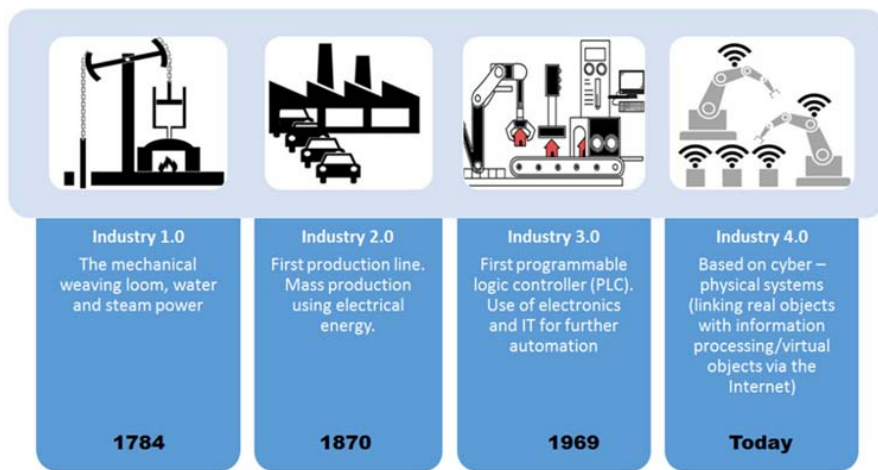 Industry 1.0
The mechanical
weaving loom, water
and steam power
1784
Industry 2.0
First production line.
Mass production
using electrical
energy.
1870
Industry 3.0
First programmable
logic controller (PLC).
Use of electronics
and IT for further
automation
1969
Industry 4.0
Based on cyber –
physical systems
(linking real objects
with information
processing/virtual
objects via the
Internet)
Today